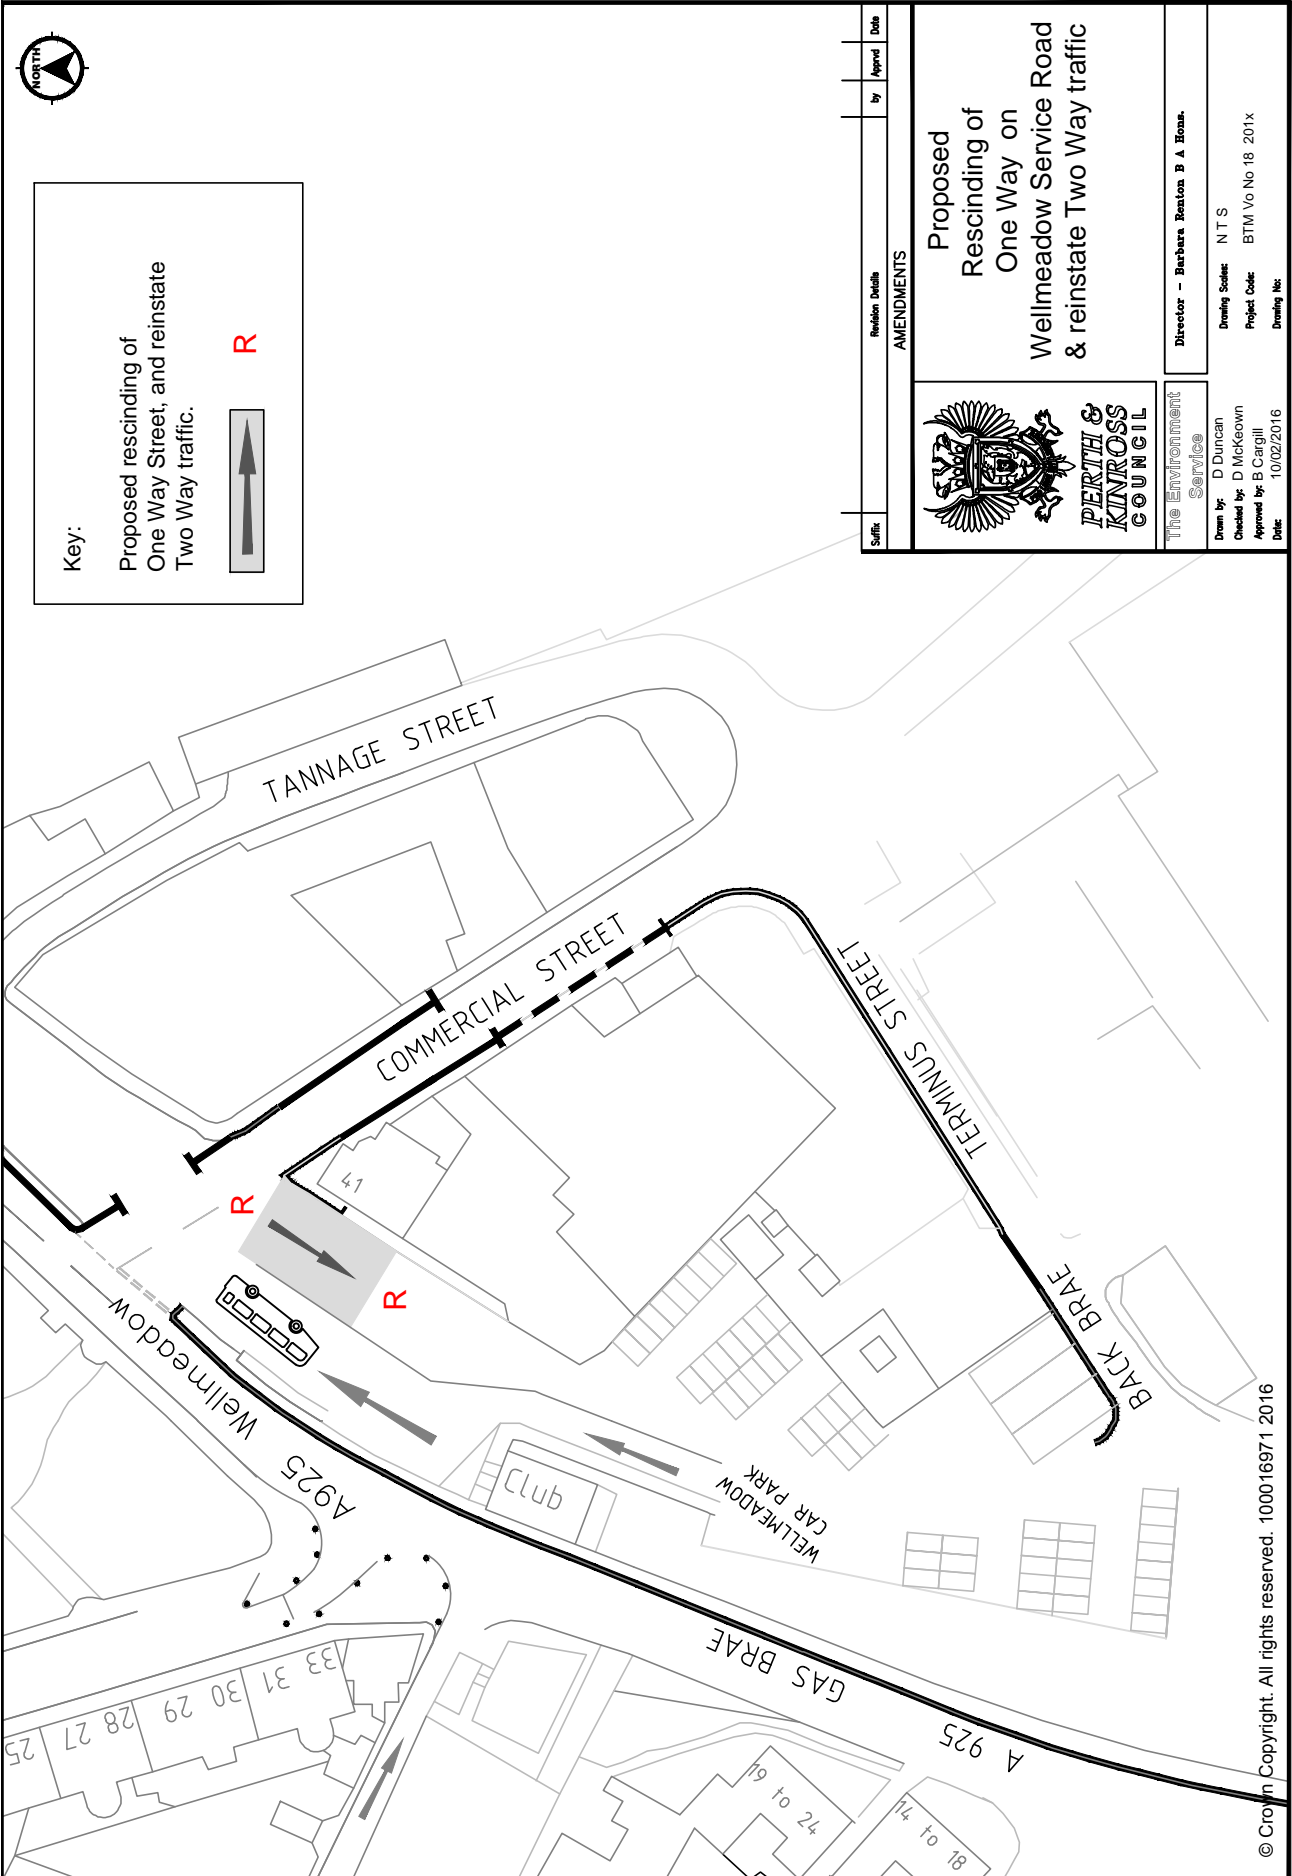 NORTH
Key:
Proposed rescinding of
One Way Street, and reinstate
Two Way traffic.
R
TANNAGE STREET
COMMERCIAL STREET
TERMINUS STREET
BACK BRAE
41
R
R
Wellmeadow
A925
Club
WELLMEADOW
CAR PARK
GAS BRAE
A 925
25
27
28
29
30
31
33
19 to 24
14 to 18
Suffix
Revision Details
by
Apprvd
Date
AMENDMENTS
PERTH &
KINROSS
COUNCIL
Proposed
Rescinding of
One Way on
Wellmeadow Service Road
& reinstate Two Way traffic
The Environment
Service
Director - Barbara Renton B A Hons.
Drawn by: D Duncan
Checked by: D McKeown
Approved by: B Cargill
Date: 10/02/2016
Drawing Scales: N T S
Project Code: BTM Vo No 18 201x
Drawing No:
© Crown Copyright. All rights reserved. 100016971 2016